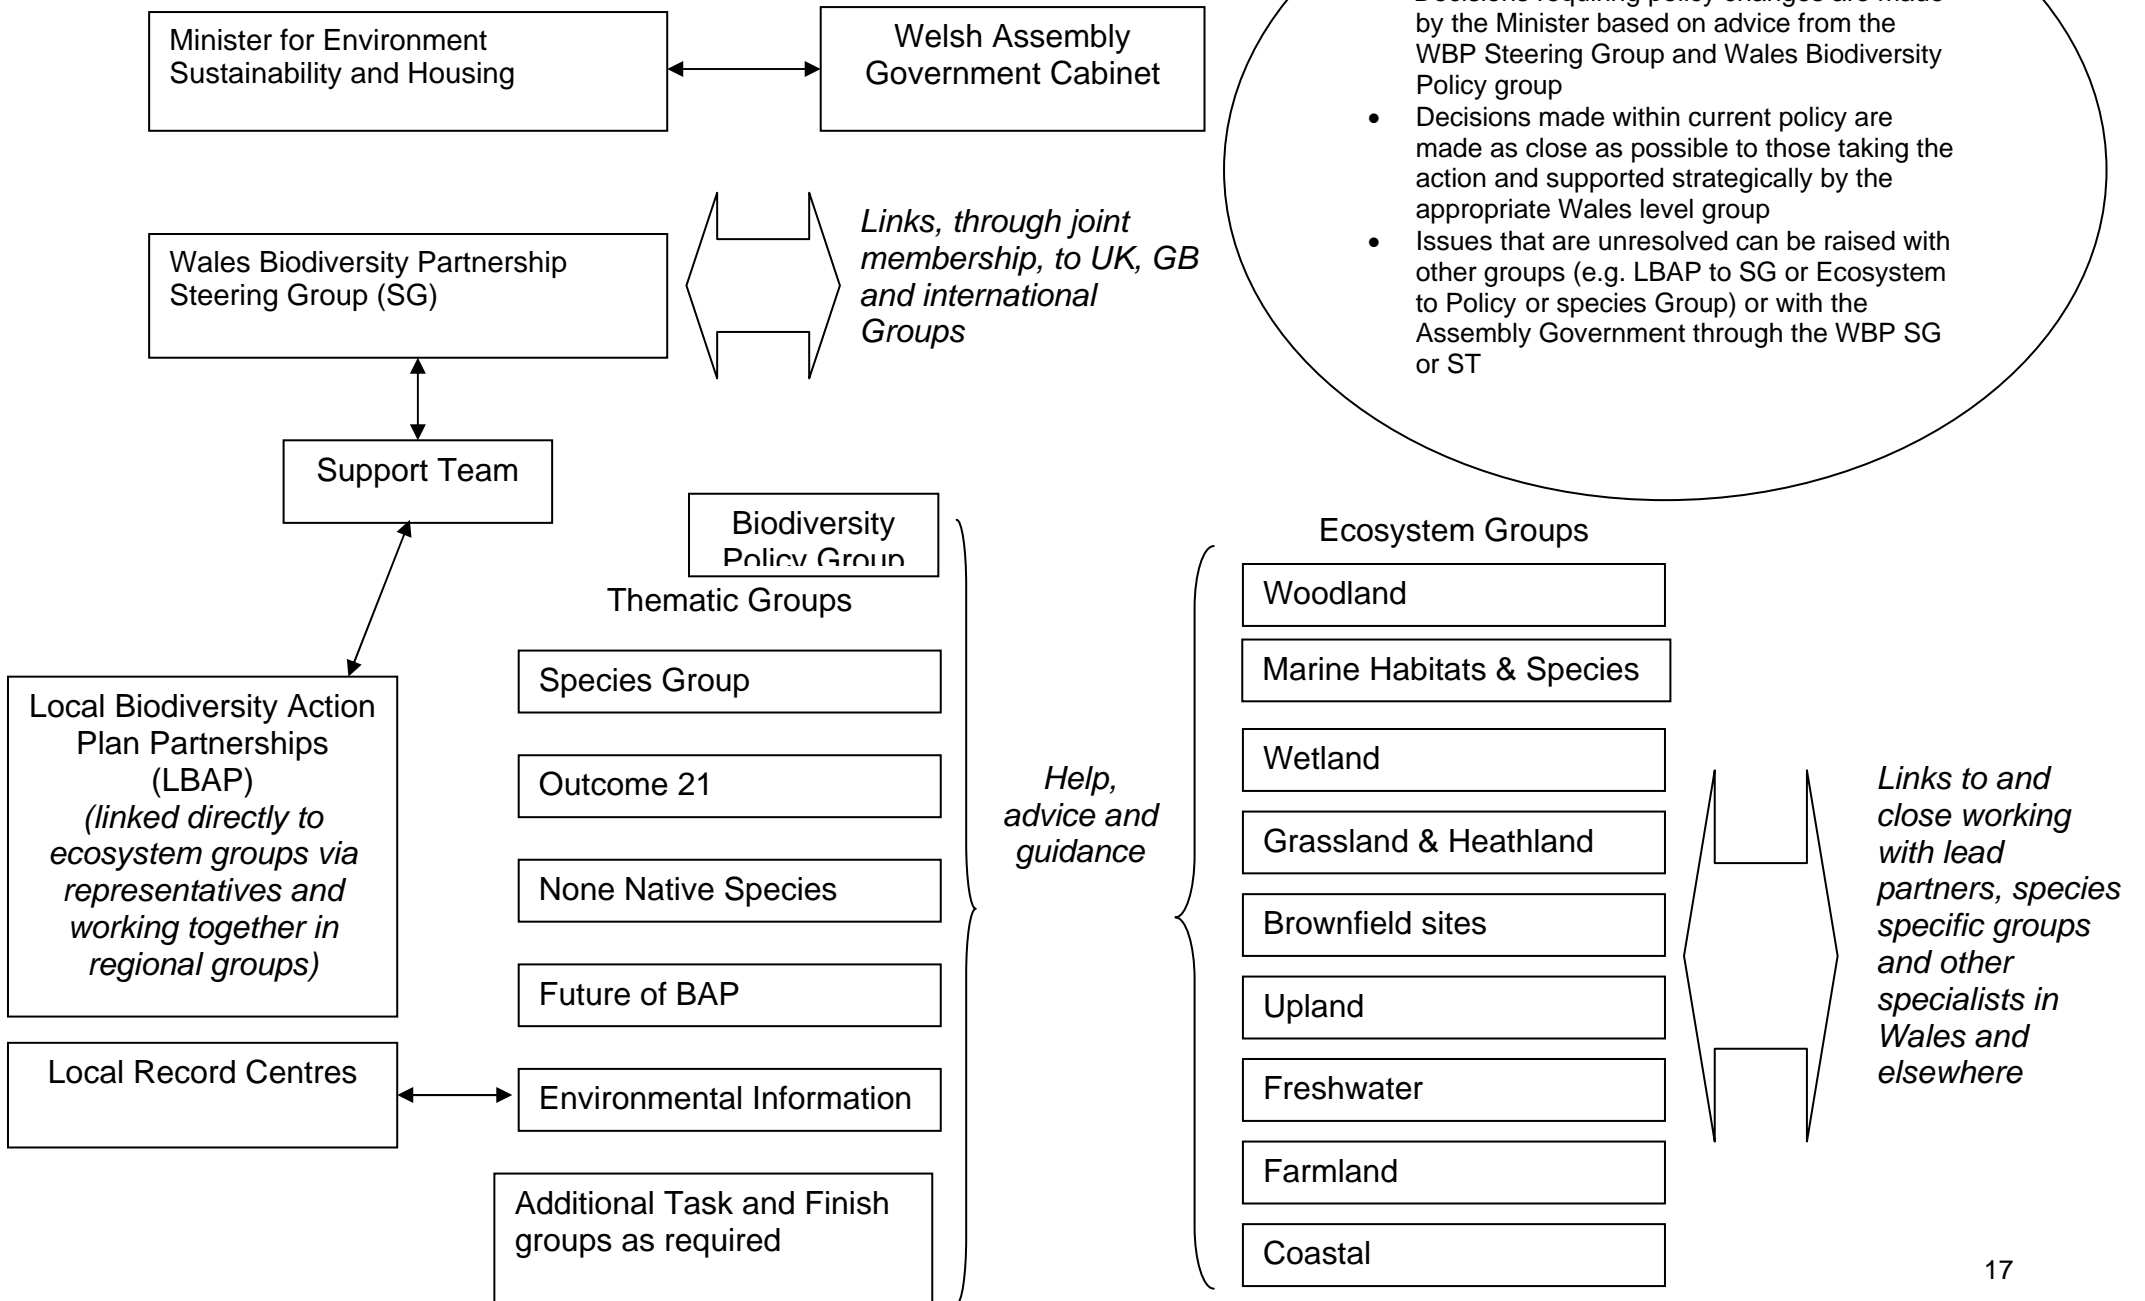 Minister for Environment
Sustainability and Housing
Welsh Assembly
Government Cabinet
Decisions requiring policy changes are made
by the Minister based on advice from the
WBP Steering Group and Wales Biodiversity
Policy group
• Decisions made within current policy are
made as close as possible to those taking the
action and supported strategically by the
appropriate Wales level group
• Issues that are unresolved can be raised with
other groups (e.g. LBAP to SG or Ecosystem
to Policy or species Group) or with the
Assembly Government through the WBP SG
or ST
Wales Biodiversity Partnership
Steering Group (SG)
Links, through joint
membership, to UK, GB
and international
Groups
Support Team
Biodiversity
Policy Group
Thematic Groups
Species Group
Outcome 21
None Native Species
Future of BAP
Environmental Information
Additional Task and Finish
groups as required
Local Biodiversity Action
Plan Partnerships
(LBAP)
(linked directly to
ecosystem groups via
representatives and
working together in
regional groups)
Local Record Centres
Help,
advice and
guidance
Ecosystem Groups
Woodland
Marine Habitats & Species
Wetland
Grassland & Heathland
Brownfield sites
Upland
Freshwater
Farmland
Coastal
Links to and
close working
with lead
partners, species
specific groups
and other
specialists in
Wales and
elsewhere
17